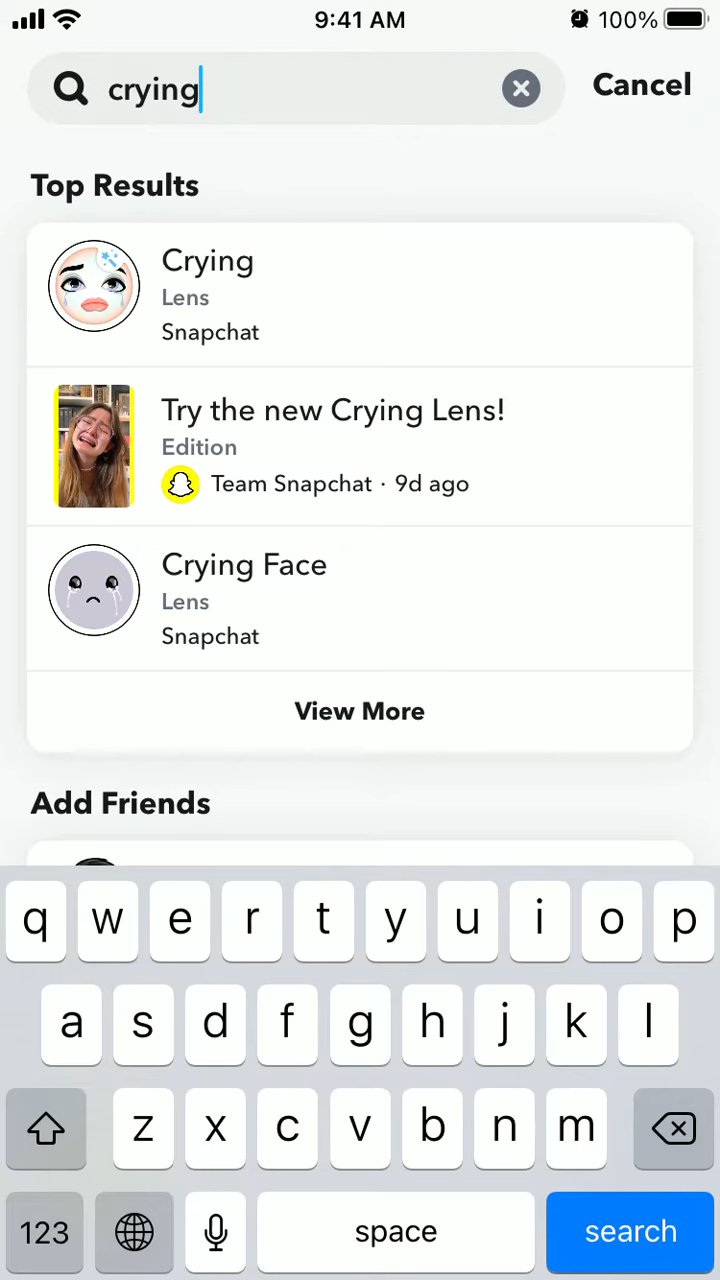 9:41 AM
100%
crying
Cancel
Top Results
Crying
Lens
Snapchat
Try the new Crying Lens!
Edition
Team Snapchat · 9d ago
Crying Face
Lens
Snapchat
View More
Add Friends
q w e r t y u i o p
a s d f g h j k l
z x c v b n m
123 space search